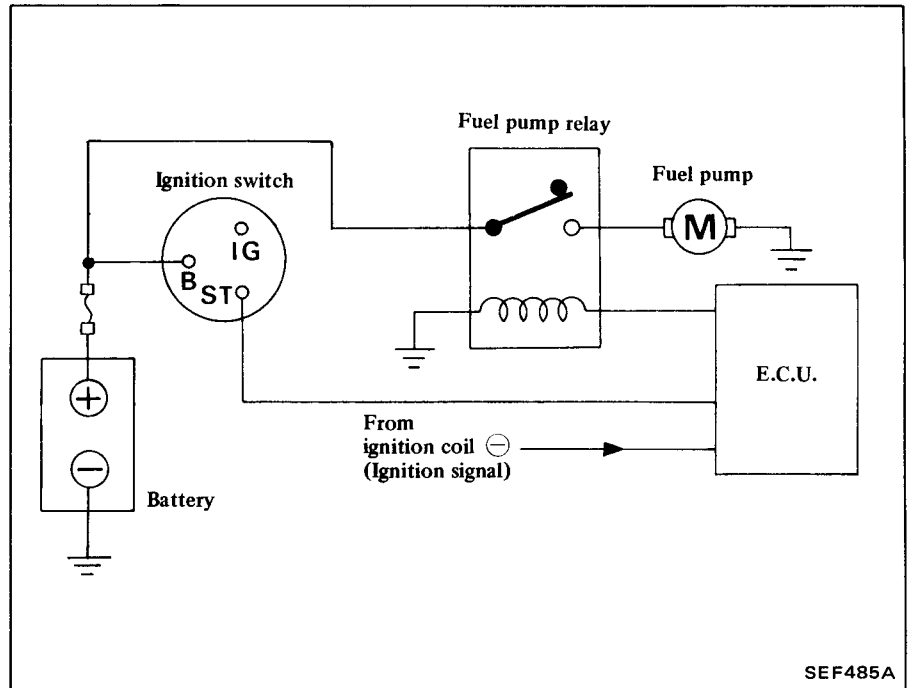 Fuel pump relay
Ignition switch
Fuel pump
IG
B
ST
M
E.C.U.
+
From
ignition coil ⊖
(Ignition signal)
−
Battery
SEF485A